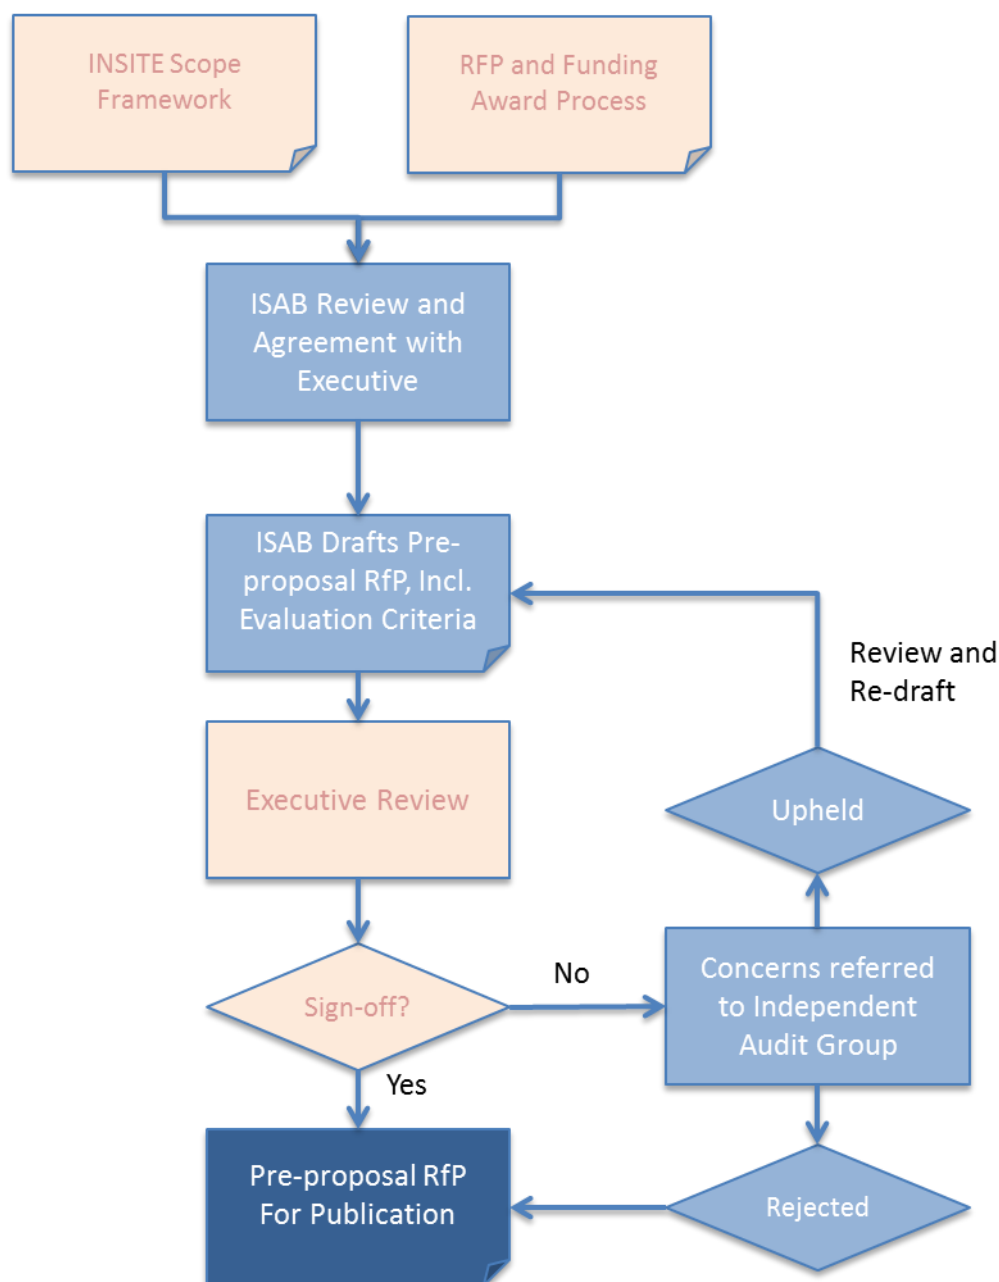 INSITE Scope
Framework
RFP and Funding
Award Process
ISAB Review and
Agreement with
Executive
ISAB Drafts Pre-
proposal RfP, Incl.
Evaluation Criteria
Review and
Re-draft
Executive Review
Upheld
Sign-off?
No
Concerns referred
to Independent
Audit Group
Yes
Pre-proposal RfP
For Publication
Rejected